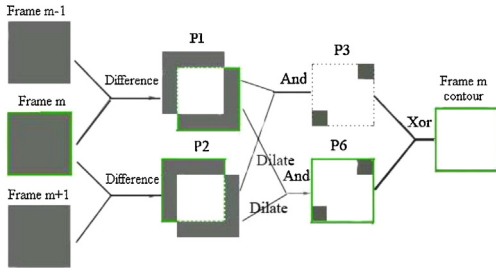 Frame m-1
P1
P3
Difference
And
Frame m
contour
Frame m
Xor
P2
P6
Dilate
Difference
And
Frame m+1
Dilate